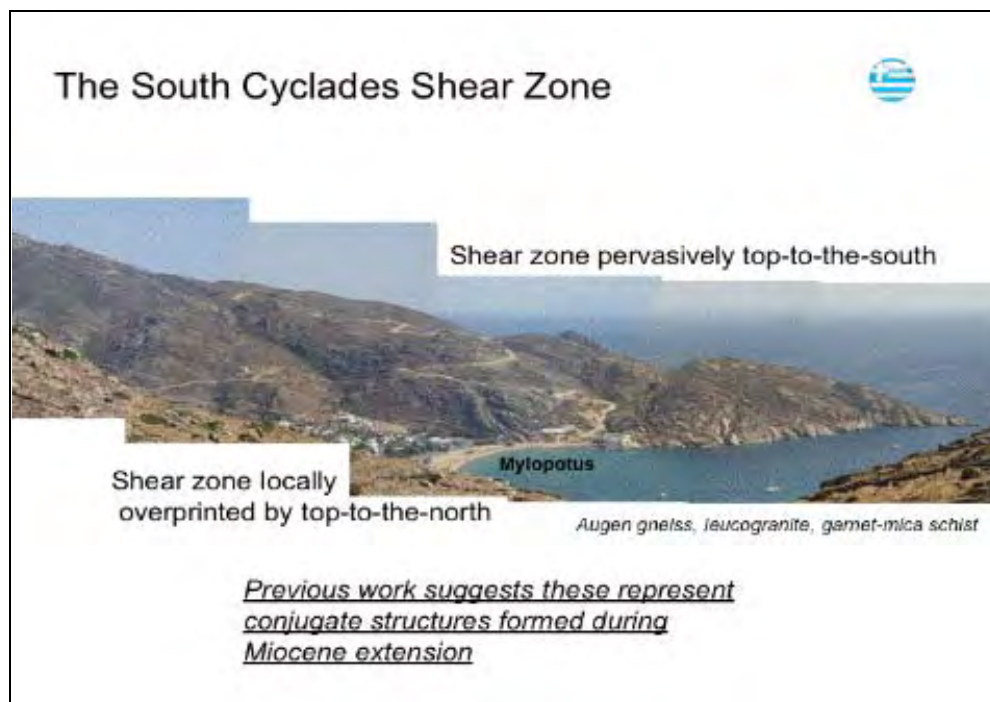 The South Cyclades Shear Zone
Shear zone pervasively top-to-the-south
Mylopotus
Shear zone locally
overprinted by top-to-the-north
Augen gneiss, leucogranite, garnet-mica schist
Previous work suggests these represent
conjugate structures formed during
Miocene extension